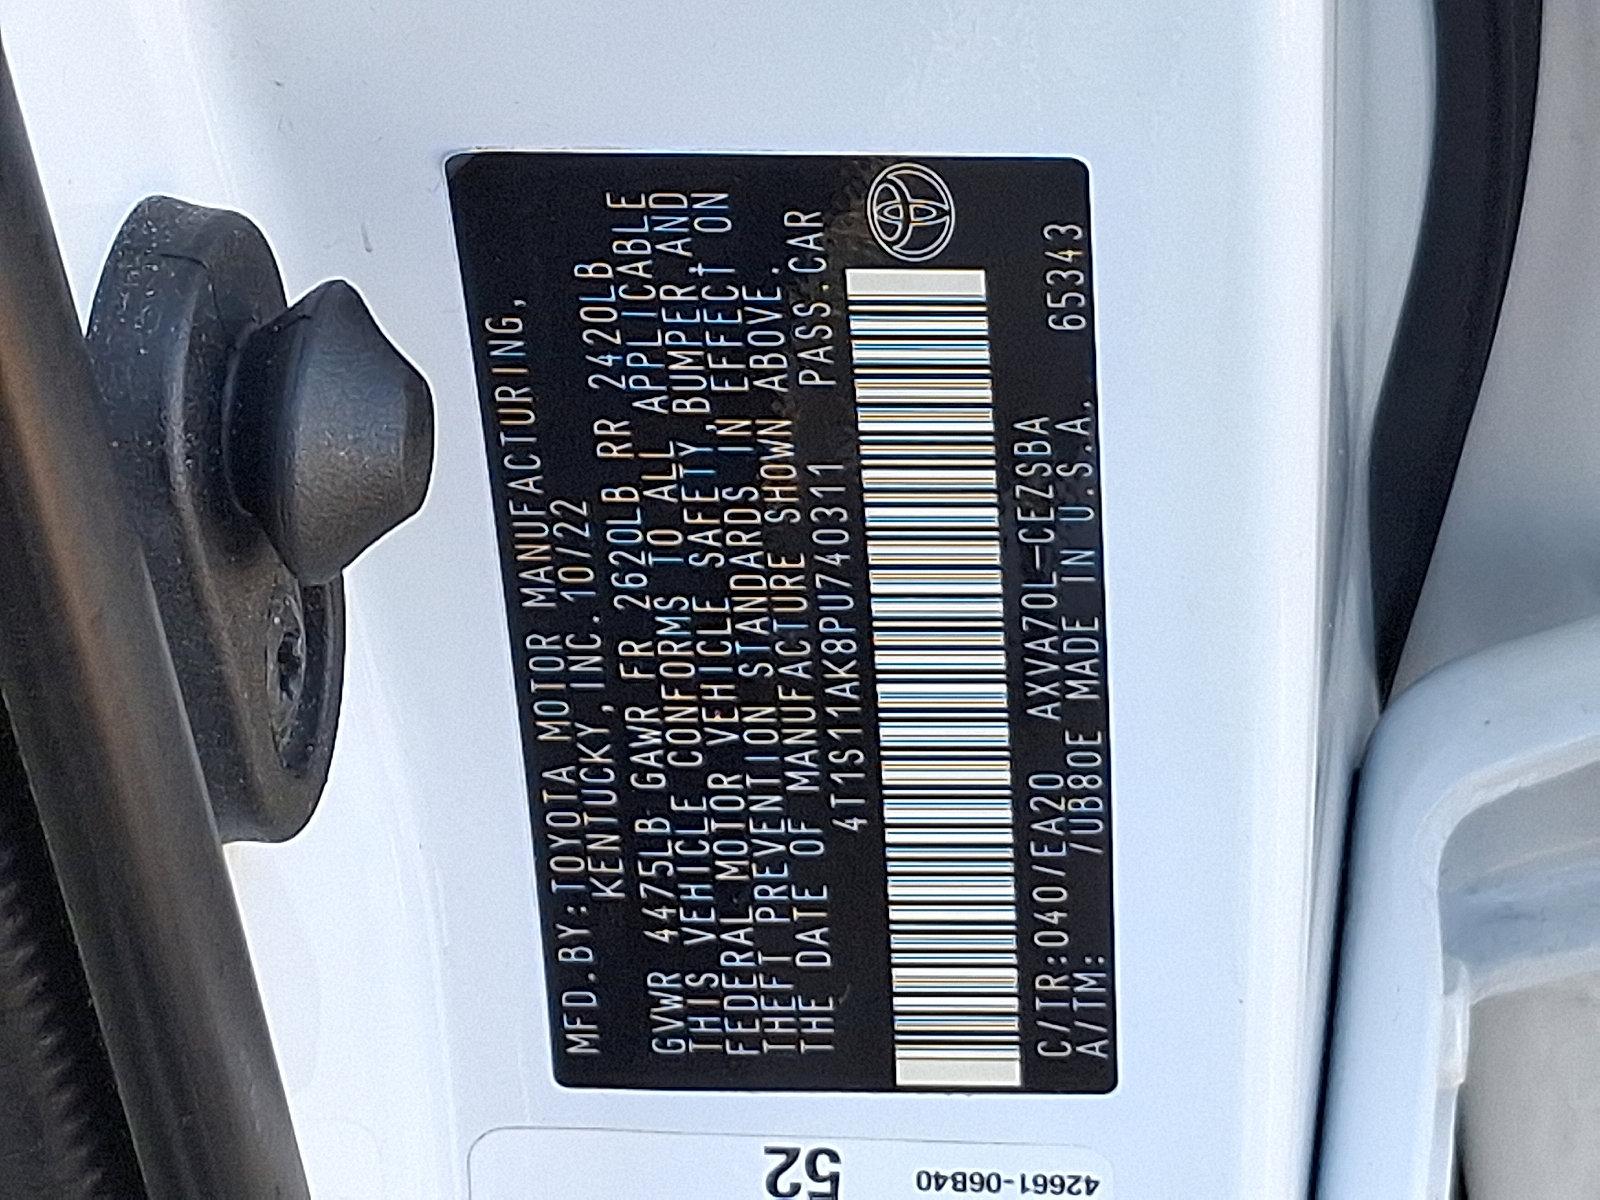 MFD.BY:TOYOTA MOTOR MANUFACTURING,
KENTUCKY, INC. 10/22
GVWR 4475LB GAWR FR 2620LB RR 2420LB
THIS VEHICLE CONFORMS TO ALL APPLICABLE
FEDERAL MOTOR VEHICLE SAFETY,BUMPER,AND
THEFT PREVENTION STANDARDS IN EFFECT ON
THE DATE OF MANUFACTURE SHOWN ABOVE.
4T1S11AK8PU740311 PASS.CAR
C/TR:040/EA20 AXVA70L-CEZSBA 65343
A/TM: /UB80E MADE IN U.S.A.
52
42661-06B40